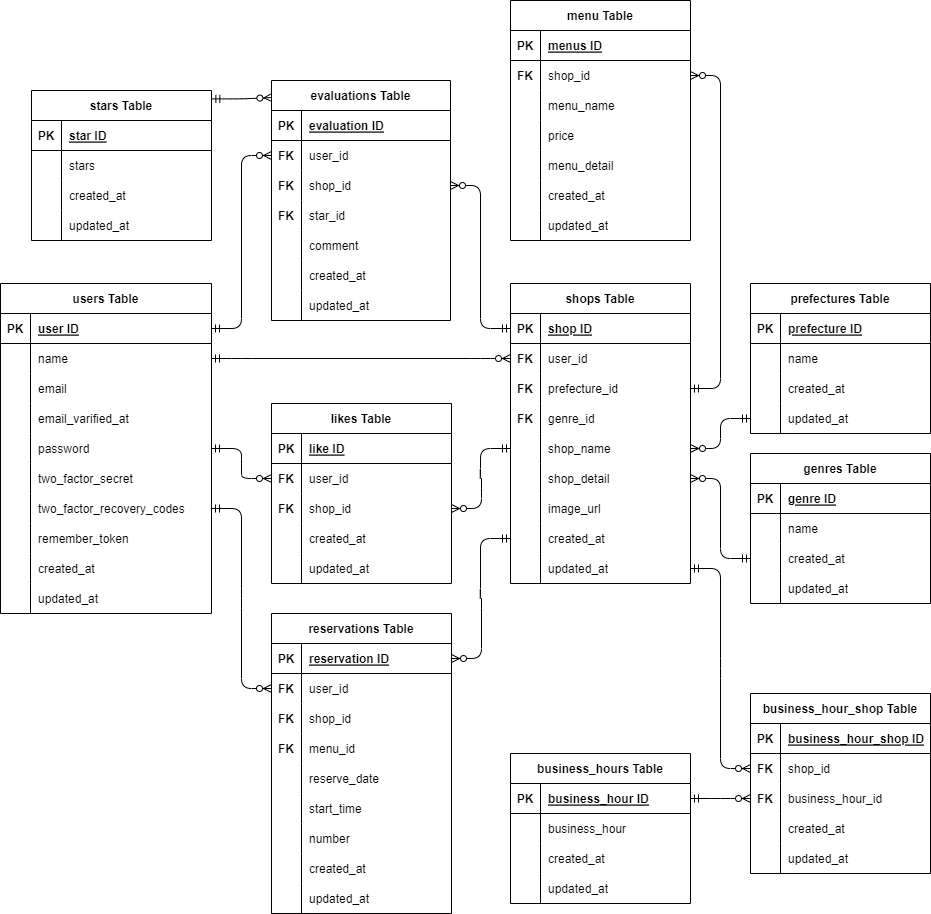 menu Table
PK menus ID
FK shop_id
menu_name
price
menu_detail
created_at
updated_at
stars Table
PK star ID
stars
created_at
updated_at
evaluations Table
PK evaluation ID
FK user_id
FK shop_id
FK star_id
comment
created_at
updated_at
users Table
PK user ID
name
email
email_varified_at
password
two_factor_secret
two_factor_recovery_codes
remember_token
created_at
updated_at
shops Table
PK shop ID
FK user_id
FK prefecture_id
FK genre_id
shop_name
shop_detail
image_url
created_at
updated_at
prefectures Table
PK prefecture ID
name
created_at
updated_at
likes Table
PK like ID
FK user_id
FK shop_id
created_at
updated_at
genres Table
PK genre ID
name
created_at
updated_at
reservations Table
PK reservation ID
FK user_id
FK shop_id
FK menu_id
reserve_date
start_time
number
created_at
updated_at
business_hours Table
PK business_hour ID
business_hour
created_at
updated_at
business_hour_shop Table
PK business_hour_shop ID
FK shop_id
FK business_hour_id
created_at
updated_at